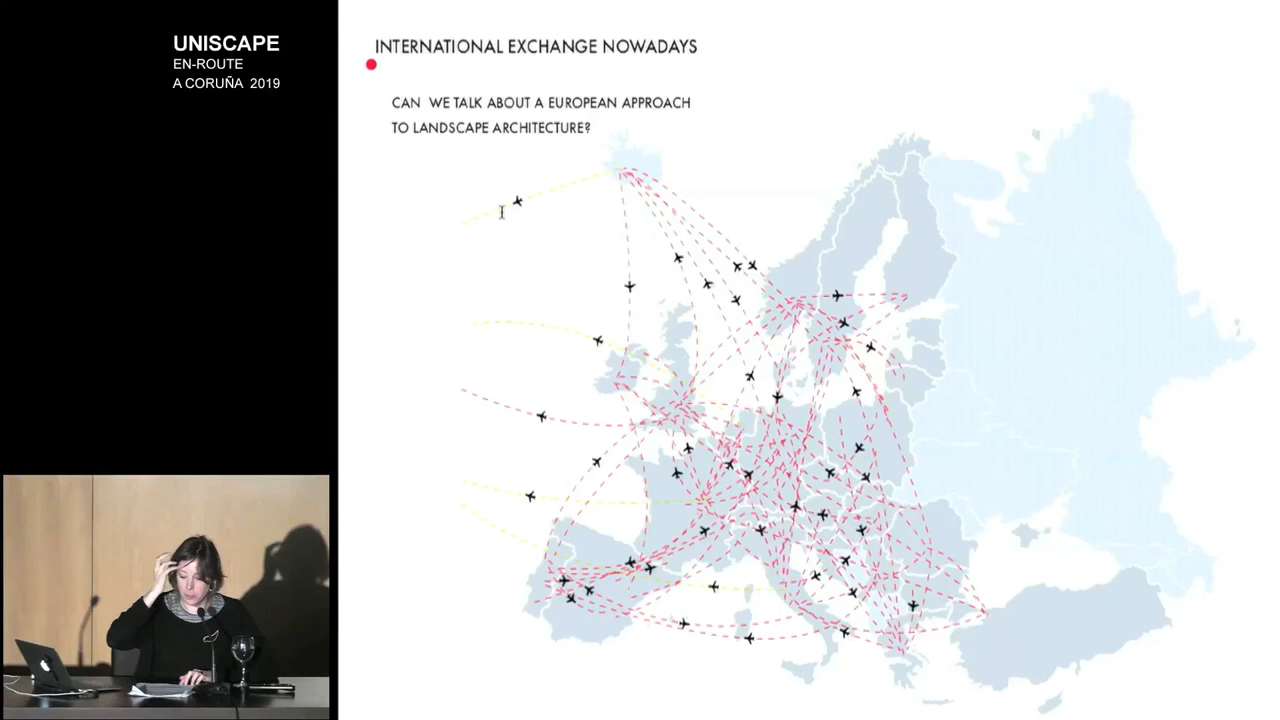 UNISCAPE
EN-ROUTE
A CORUÑA 2019
INTERNATIONAL EXCHANGE NOWADAYS
CAN WE TALK ABOUT A EUROPEAN APPROACH
TO LANDSCAPE ARCHITECTURE?